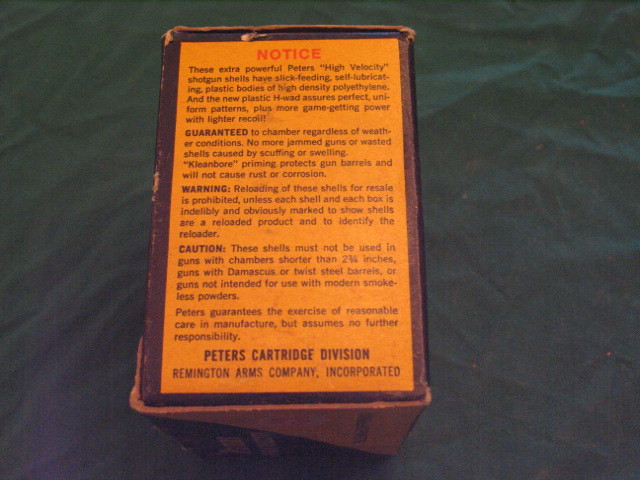 NOTICE
These extra powerful Peters "High Velocity"
shotgun shells have slick-feeding, self-lubricat-
ing, plastic bodies of high density polyethylene.
And the new plastic H-wad assures perfect, uni-
form patterns, plus more game-getting power
with lighter recoil!
GUARANTEED to chamber regardless of weath-
er conditions. No more jammed guns or wasted
shells caused by scuffing or swelling.
"Kleanbore" priming protects gun barrels and
will not cause rust or corrosion.
WARNING: Reloading of these shells for resale
is prohibited, unless each shell and each box is
indelibly and obviously marked to show shells
are a reloaded product and to identify the
reloader.
CAUTION: These shells must not be used in
guns with chambers shorter than 2¾ inches,
guns with Damascus or twist steel barrels, or
guns not intended for use with modern smoke-
less powders.
Peters guarantees the exercise of reasonable
care in manufacture, but assumes no further
responsibility.
PETERS CARTRIDGE DIVISION
REMINGTON ARMS COMPANY, INCORPORATED